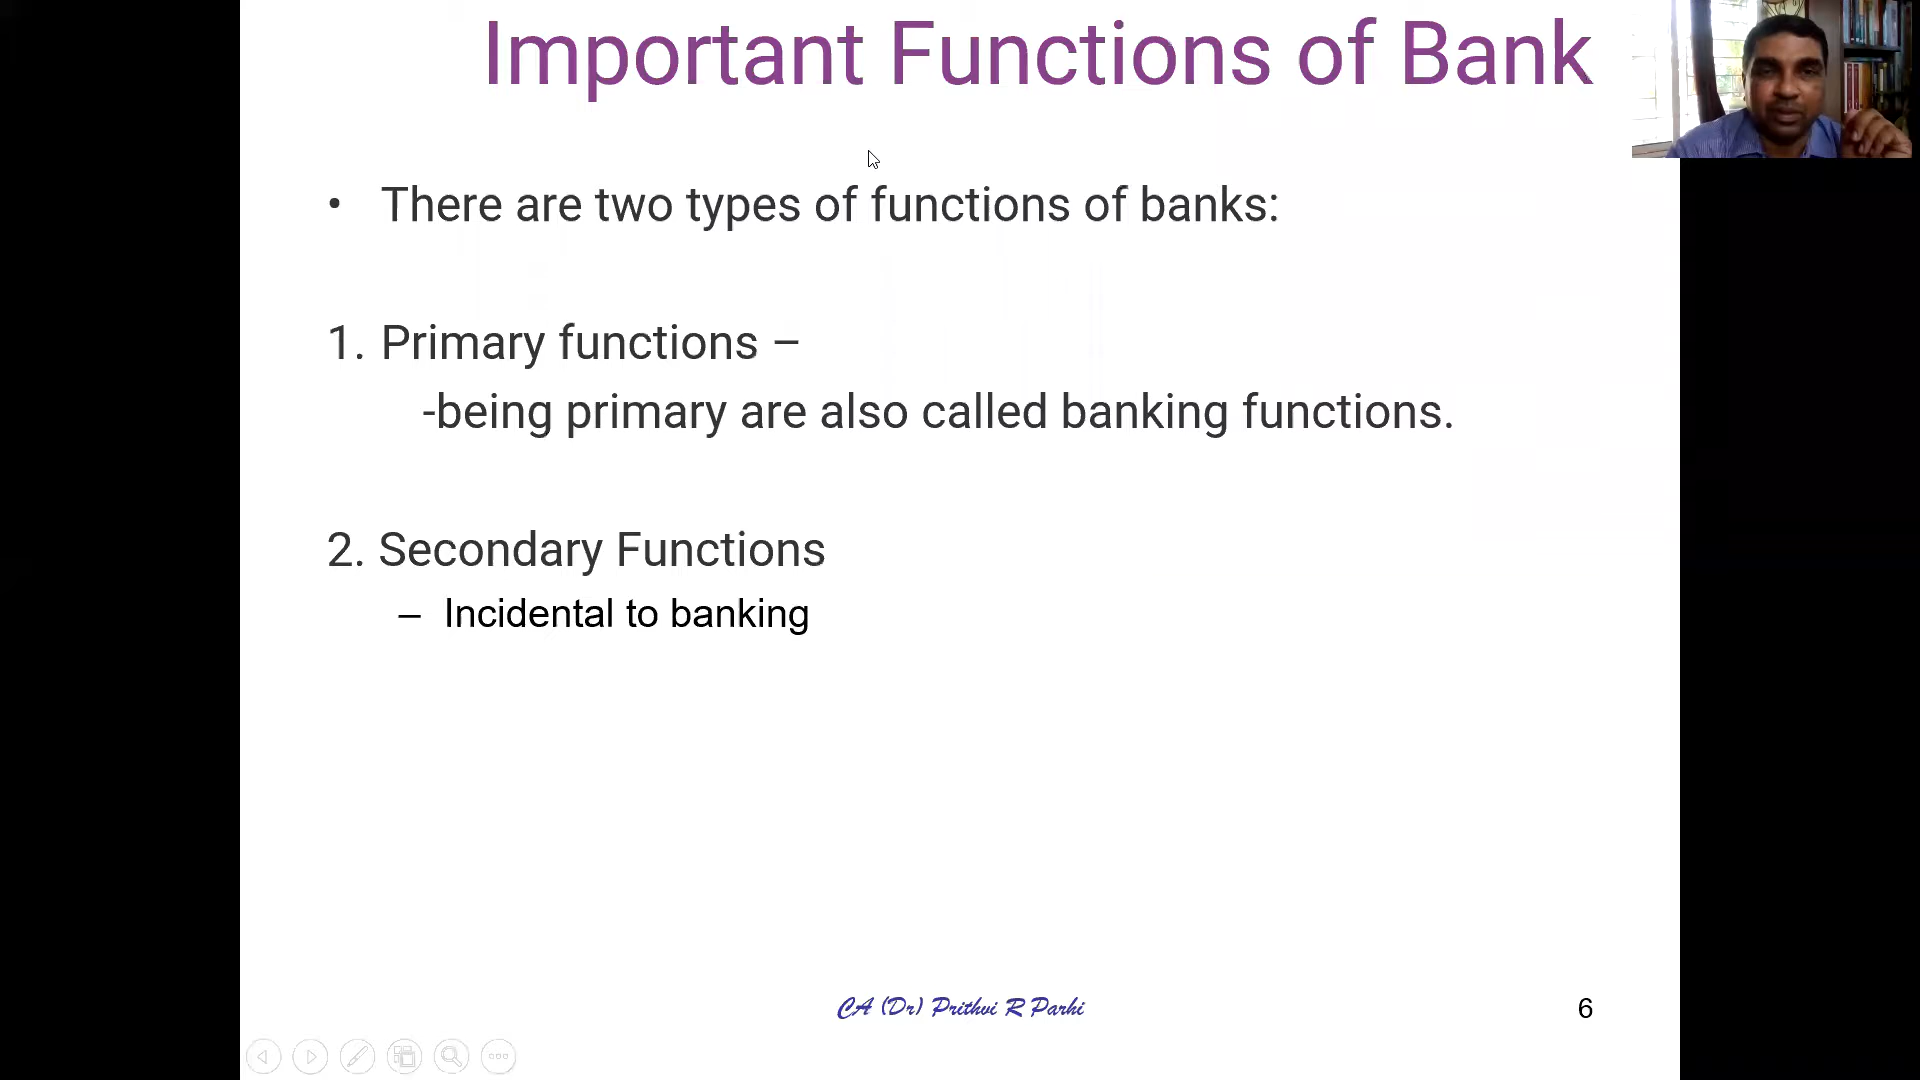 Important Functions of Bank
• There are two types of functions of banks:
1. Primary functions –
-being primary are also called banking functions.
2. Secondary Functions
– Incidental to banking
CA (Dr) Prithvi R Parhi
6